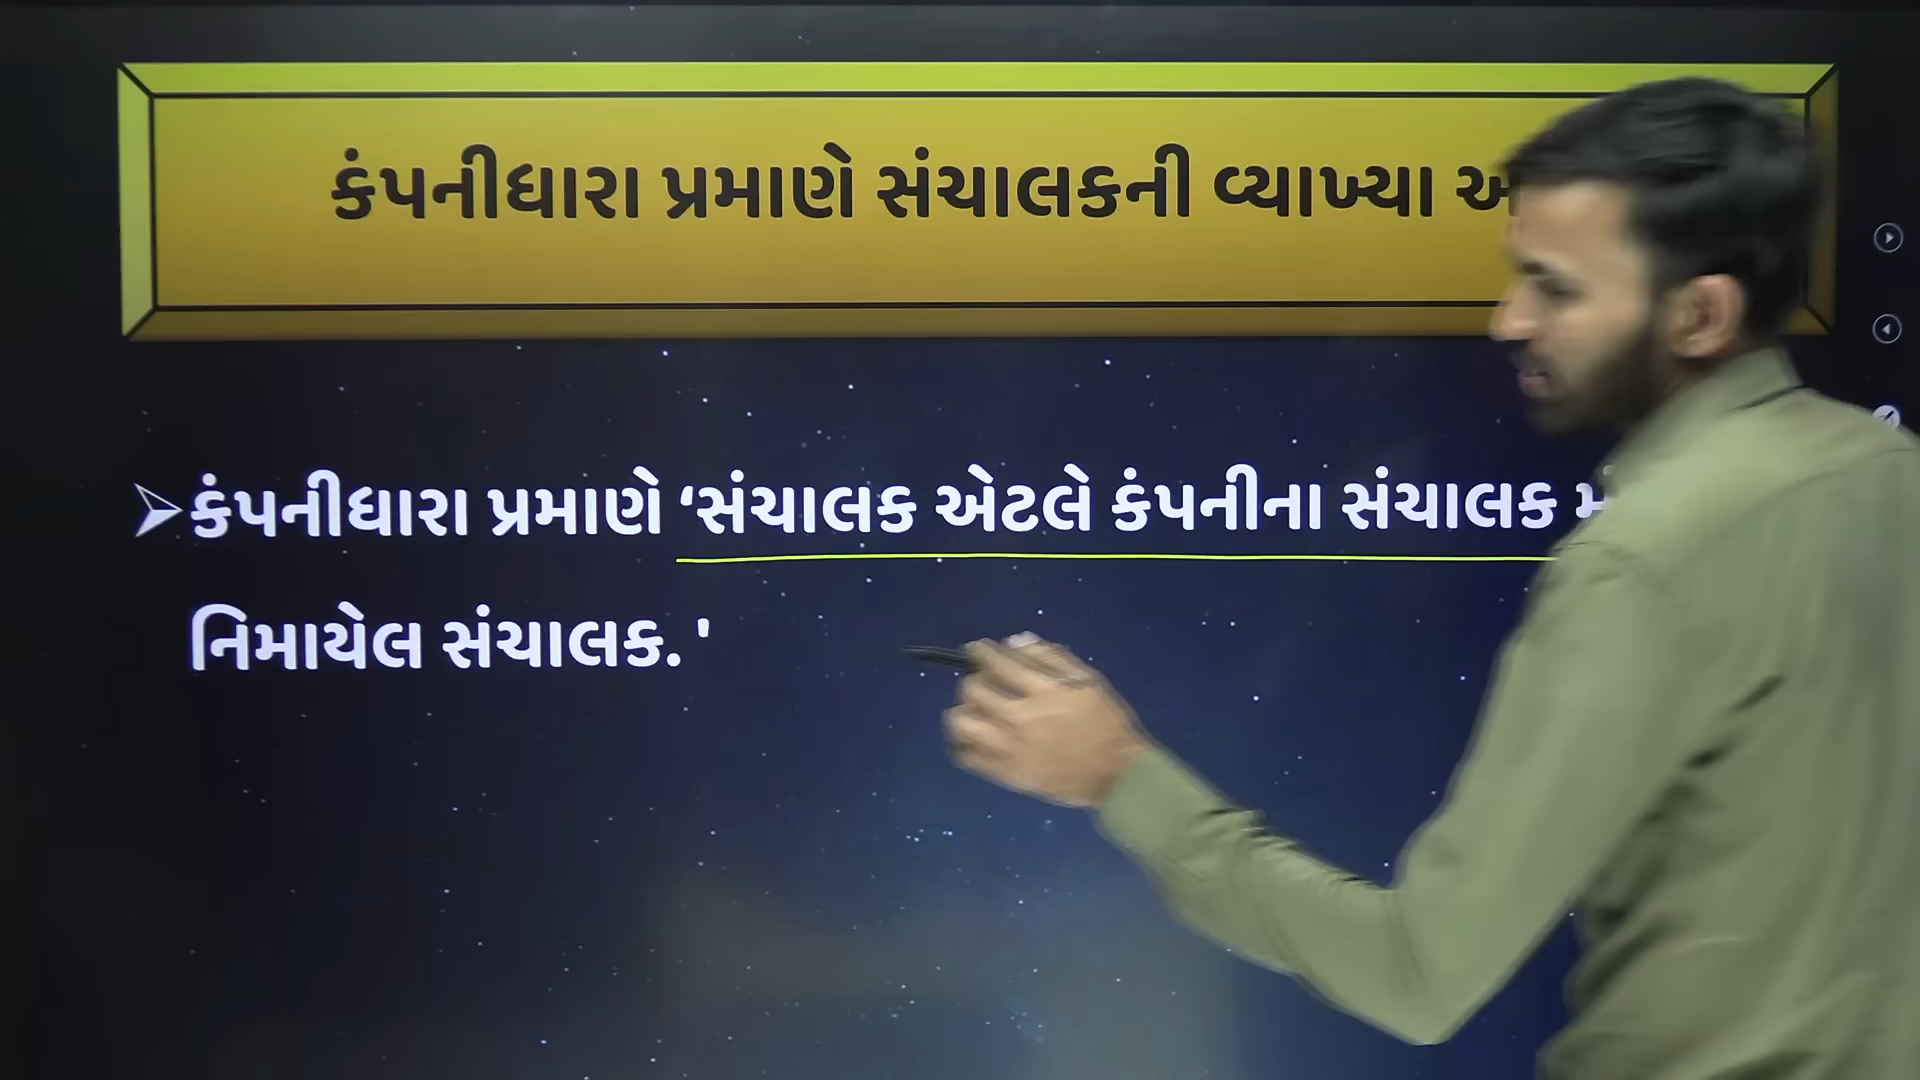 કંપનીધારા પ્રમાણે સંચાલકની વ્યાખ્યા
➢કંપનીધારા પ્રમાણે ‘સંચાલક એટલે કંપનીના સંચાલક
નિમાયેલ સંચાલક.'